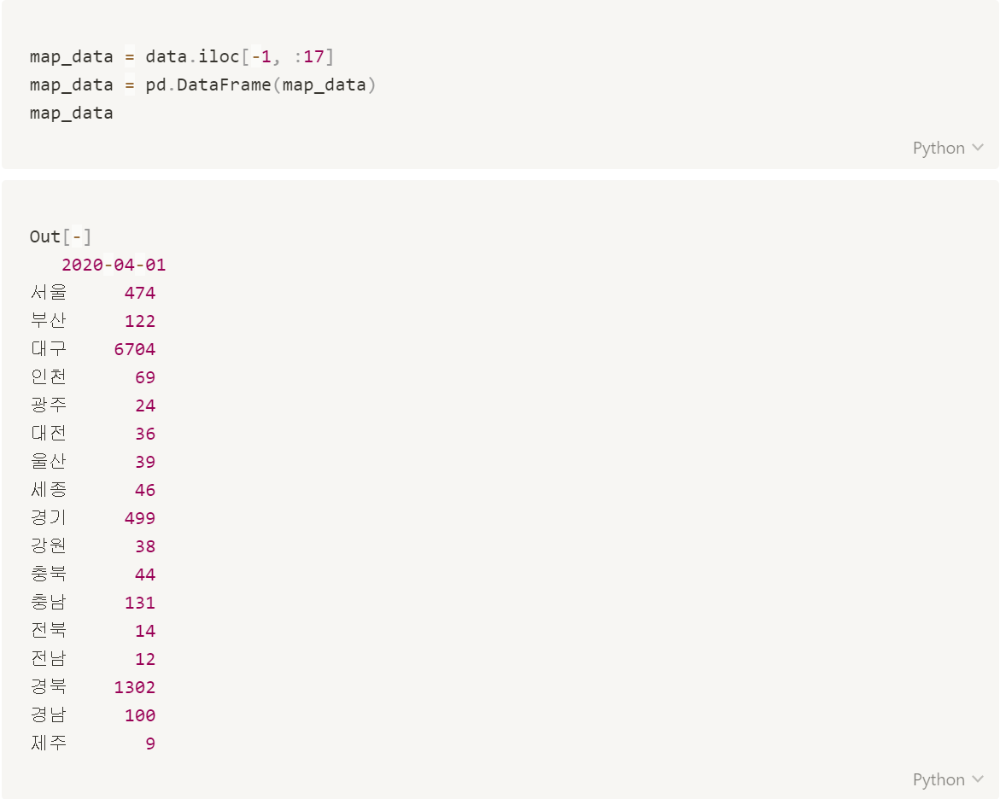 map_data = data.iloc[-1, :17]
map_data = pd.DataFrame(map_data)
map_data
Python
Out[-]
2020-04-01
서울 474
부산 122
대구 6704
인천 69
광주 24
대전 36
울산 39
세종 46
경기 499
강원 38
충북 44
충남 131
전북 14
전남 12
경북 1302
경남 100
제주 9
Python